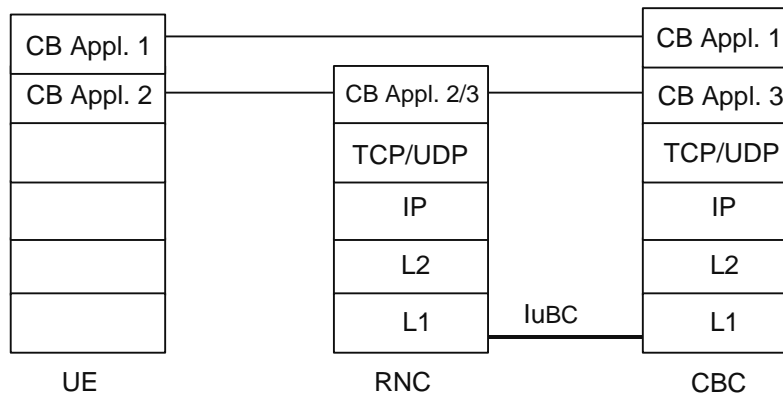 CB Appl. 1
CB Appl. 1
CB Appl. 2
CB Appl. 2/3
CB Appl. 3
TCP/UDP
TCP/UDP
IP
IP
L2
L2
L1
IuBC
L1
UE
RNC
CBC